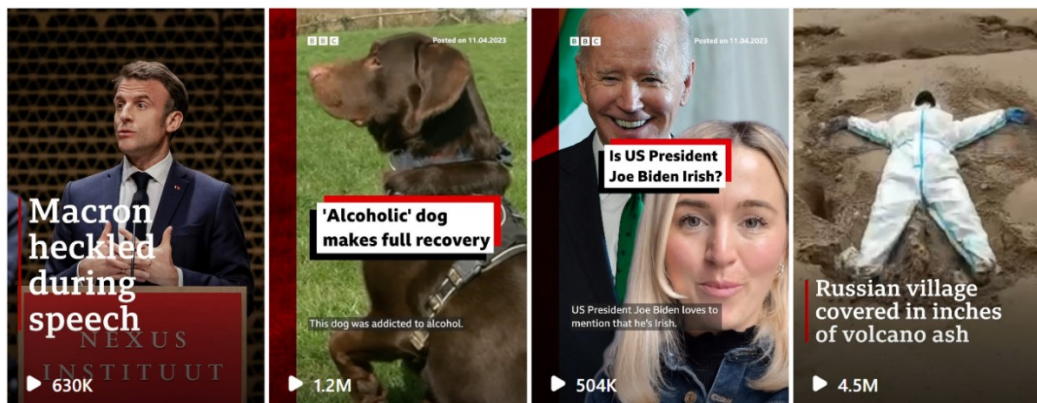 Macron
heckled
during
speech
NEXUS
INSTITUUT
630K
BBC
Posted on 11.04.2023
'Alcoholic' dog
makes full recovery
This dog was addicted to alcohol.
1.2M
BBC
Posted on 11.04.2023
Is US President
Joe Biden Irish?
US President Joe Biden loves to
mention that he's Irish.
504K
Russian village
covered in inches
of volcano ash
4.5M